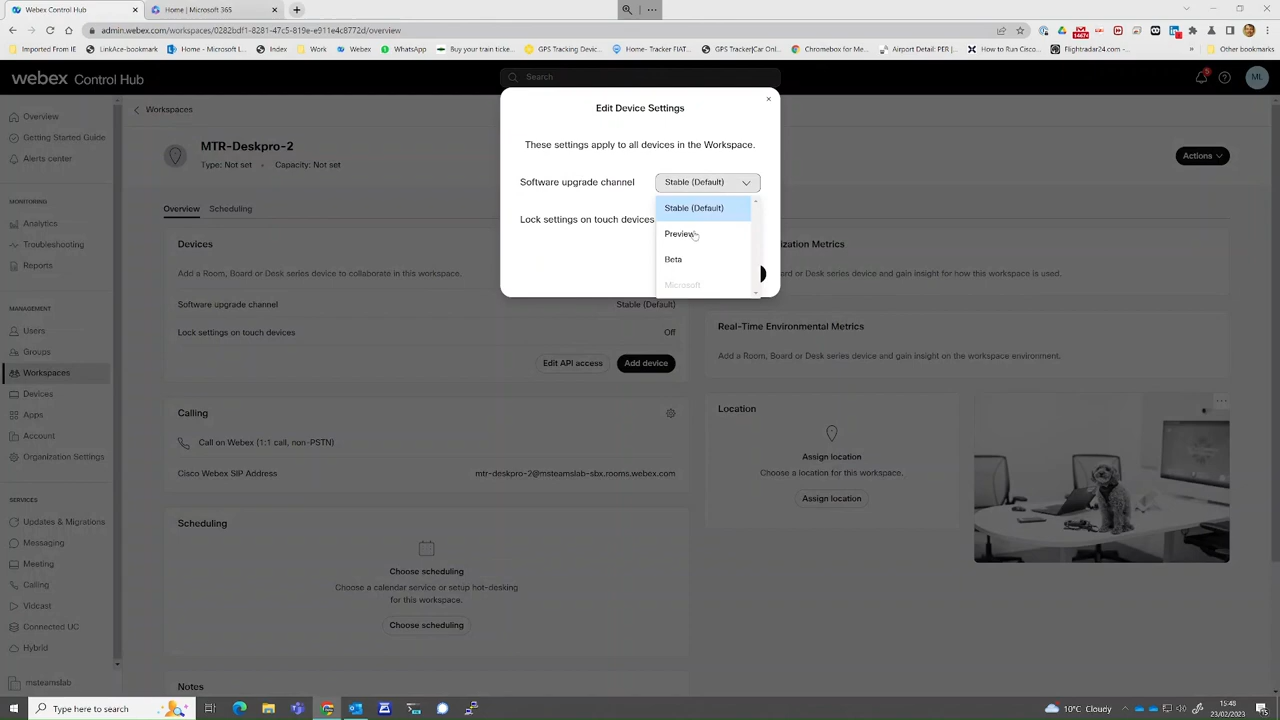 Webex Control Hub
Home | Microsoft 365
admin.webex.com/workspaces/0282bdf1-8281-47c5-819e-e911e4c8772d/overview
Imported From IE
LinkAce-bookmark
Home - Microsoft L...
Index
Work
Webex
WhatsApp
Buy your train ticke...
GPS Tracking Devic...
Home- Tracker FIAT...
GPS Tracker|Car Onl...
Chromebox for Mee...
How to Run Cisco...
Airport Detail: PER |...
Flightradar24.com -...
Other bookmarks
webex Control Hub
Search
ML
Overview
Getting Started Guide
Alerts center
MONITORING
Analytics
Troubleshooting
Reports
MANAGEMENT
Users
Groups
Workspaces
Devices
Apps
Account
Organization Settings
SERVICES
Updates & Migrations
Messaging
Meeting
Calling
Vidcast
Connected UC
Hybrid
msteamslab
Workspaces
MTR-Deskpro-2
Type: Not set
Capacity: Not set
Actions
Overview
Scheduling
Edit Device Settings
These settings apply to all devices in the Workspace.
Software upgrade channel
Stable (Default)
Stable (Default)
Preview
Beta
Microsoft
Lock settings on touch devices
Devices
Add a Room, Board or Desk series device to collaborate in this workspace.
Software upgrade channel
Stable (Default)
Lock settings on touch devices
Off
Edit API access
Add device
Calling
Call on Webex (1:1 call, non-PSTN)
Cisco Webex SIP Address
mtr-deskpro-2@msteamslab-sbx.rooms.webex.com
Scheduling
Choose scheduling
Choose a calendar service or setup hot-desking
for this workspace.
Choose scheduling
Notes
Metrics
Add a Room, Board or Desk series device and gain insight for how this workspace is used.
Real-Time Environmental Metrics
Add a Room, Board or Desk series device and gain insight on the workspace environment.
Location
Assign location
Choose a location for this workspace.
Assign location
Type here to search
10°C Cloudy
15:48
23/02/2023